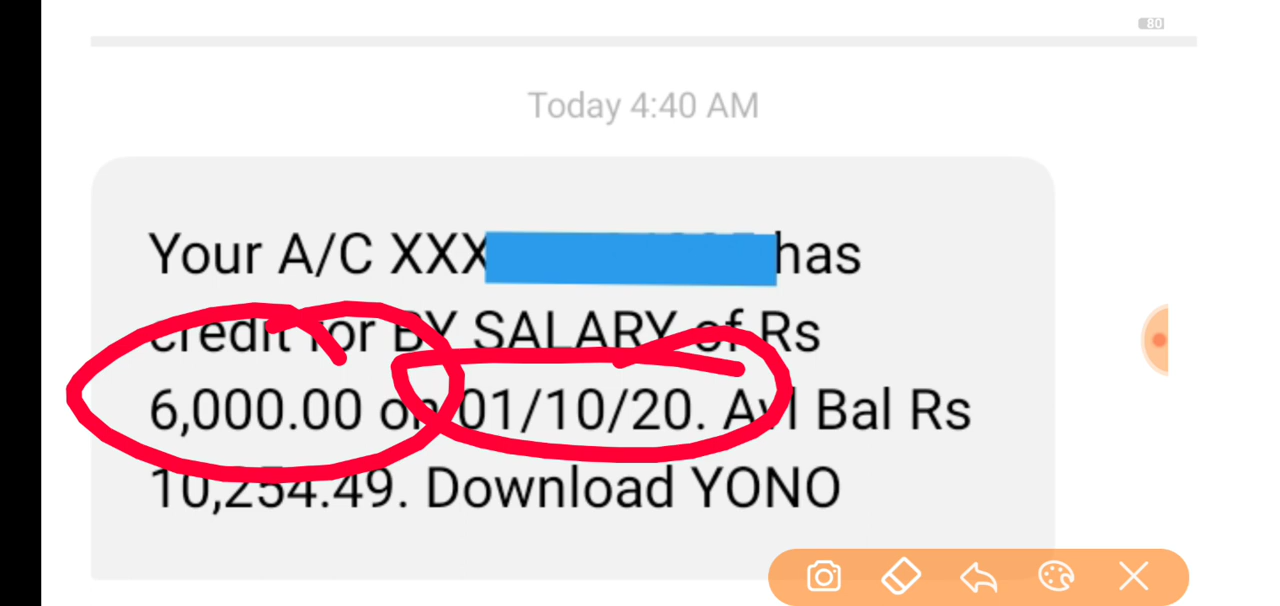 80
Today 4:40 AM
Your A/C XXX has
credit for BY SALARY of Rs
6,000.00 on 01/10/20. Avl Bal Rs
10,254.49. Download YONO